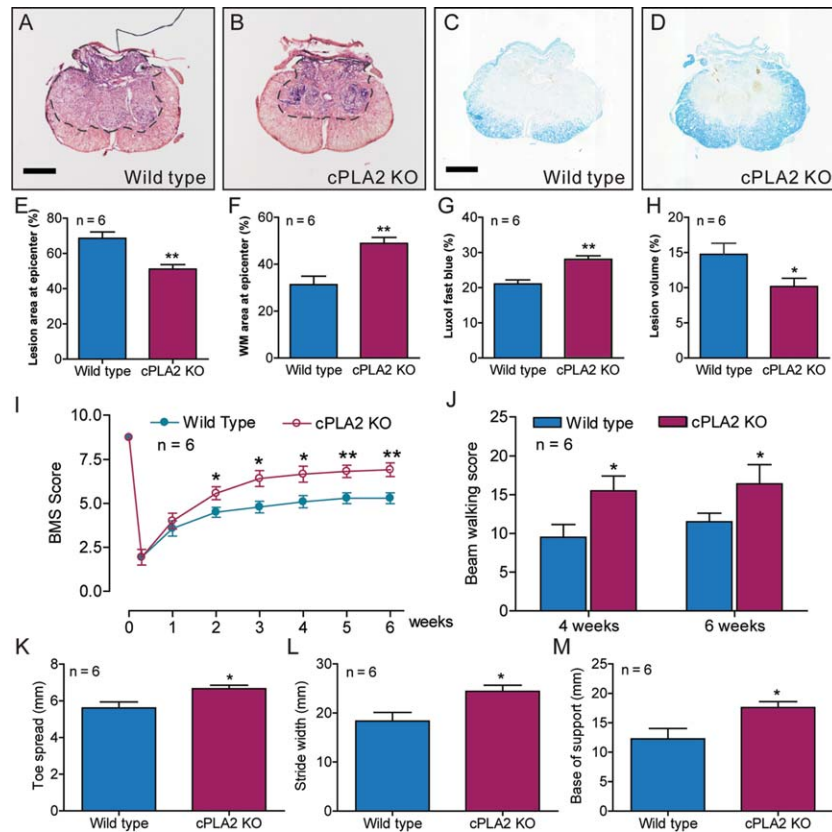 A
B
C
D
Wild type
cPLA2 KO
Wild type
cPLA2 KO
E
n = 6
Lesion area at epicenter (%)
80
60
40
20
0
**
Wild type
cPLA2 KO
F
n = 6
WM area at epicenter (%)
60
40
20
0
**
Wild type
cPLA2 KO
G
n = 6
Luxol fast blue (%)
40
30
20
10
0
**
Wild type
cPLA2 KO
H
n = 6
Lesion volume (%)
20
15
10
5
0
*
Wild type
cPLA2 KO
I
Wild Type
cPLA2 KO
n = 6
BMS Score
10.0
7.5
5.0
2.5
0.0
* * * ** **
0 1 2 3 4 5 6 weeks
J
Wild type
cPLA2 KO
n = 6
Beam walking score
25
20
15
10
5
0
*
*
4 weeks
6 weeks
K
n = 6
Toe spread (mm)
8
6
4
2
0
*
Wild type
cPLA2 KO
L
n = 6
Stride width (mm)
30
20
10
0
*
Wild type
cPLA2 KO
M
n = 6
Base of support (mm)
25
20
15
10
5
0
*
Wild type
cPLA2 KO